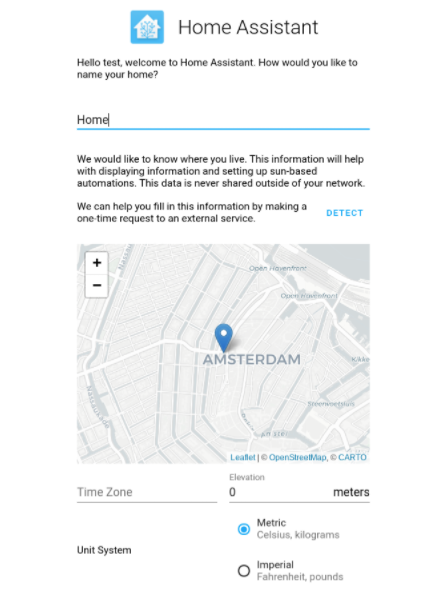 Home Assistant
Hello test, welcome to Home Assistant. How would you like to
name your home?
Home
We would like to know where you live. This information will help
with displaying information and setting up sun-based
automations. This data is never shared outside of your network.
We can help you fill in this information by making a
one-time request to an external service.
DETECT
+
−
Open Havenfront
Open Havenfront
AMSTERDAM
Leaflet | © OpenStreetMap, © CARTO
Time Zone
Elevation
0 meters
Unit System
Metric
Celsius, kilograms
Imperial
Fahrenheit, pounds